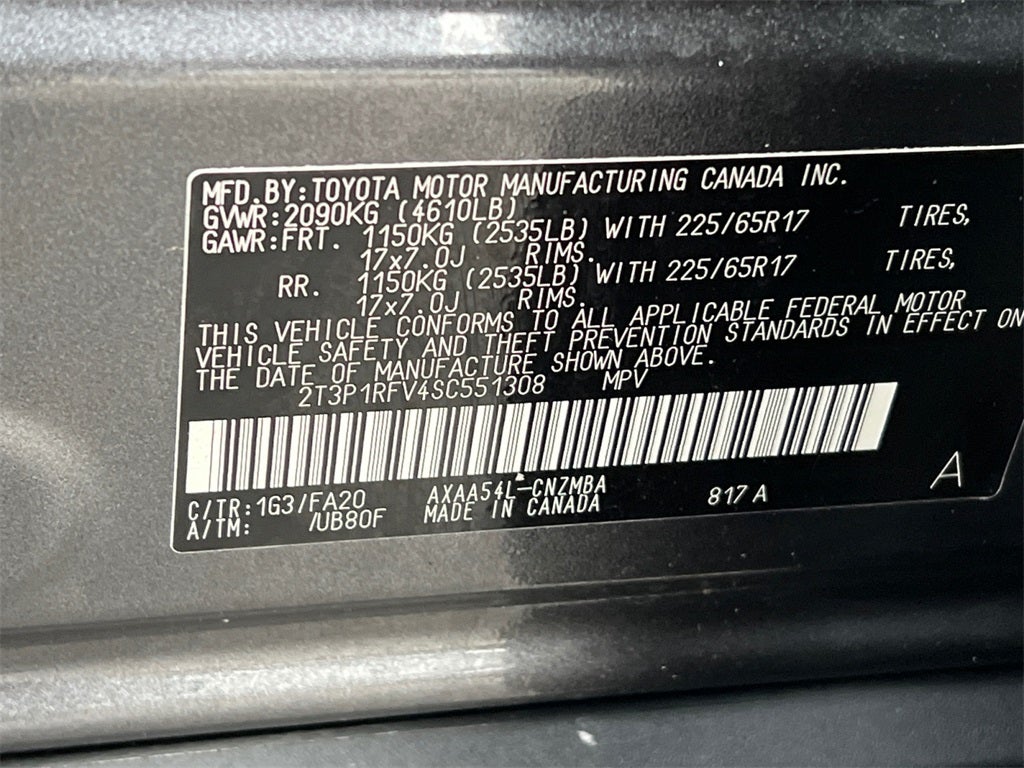 MFD.BY:TOYOTA MOTOR MANUFACTURING CANADA INC.
GVWR:2090KG (4610LB)
GAWR:FRT. 1150KG (2535LB) WITH 225/65R17 TIRES,
17x7.0J RIMS.
RR. 1150KG (2535LB) WITH 225/65R17 TIRES,
17x7.0J RIMS.
THIS VEHICLE CONFORMS TO ALL APPLICABLE FEDERAL MOTOR
VEHICLE SAFETY AND THEFT PREVENTION STANDARDS IN EFFECT ON
THE DATE OF MANUFACTURE SHOWN ABOVE.
2T3P1RFV4SC551308 MPV
C/TR:1G3/FA20 AXAA54L-CNZMBA 817A A
A/TM: /UB80F MADE IN CANADA